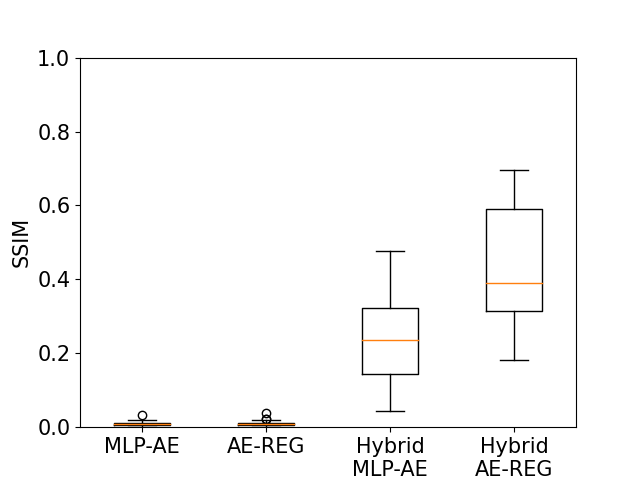 1.0
0.8
0.6
0.4
0.2
0.0
SSIM
MLP-AE
AE-REG
Hybrid
MLP-AE
Hybrid
AE-REG